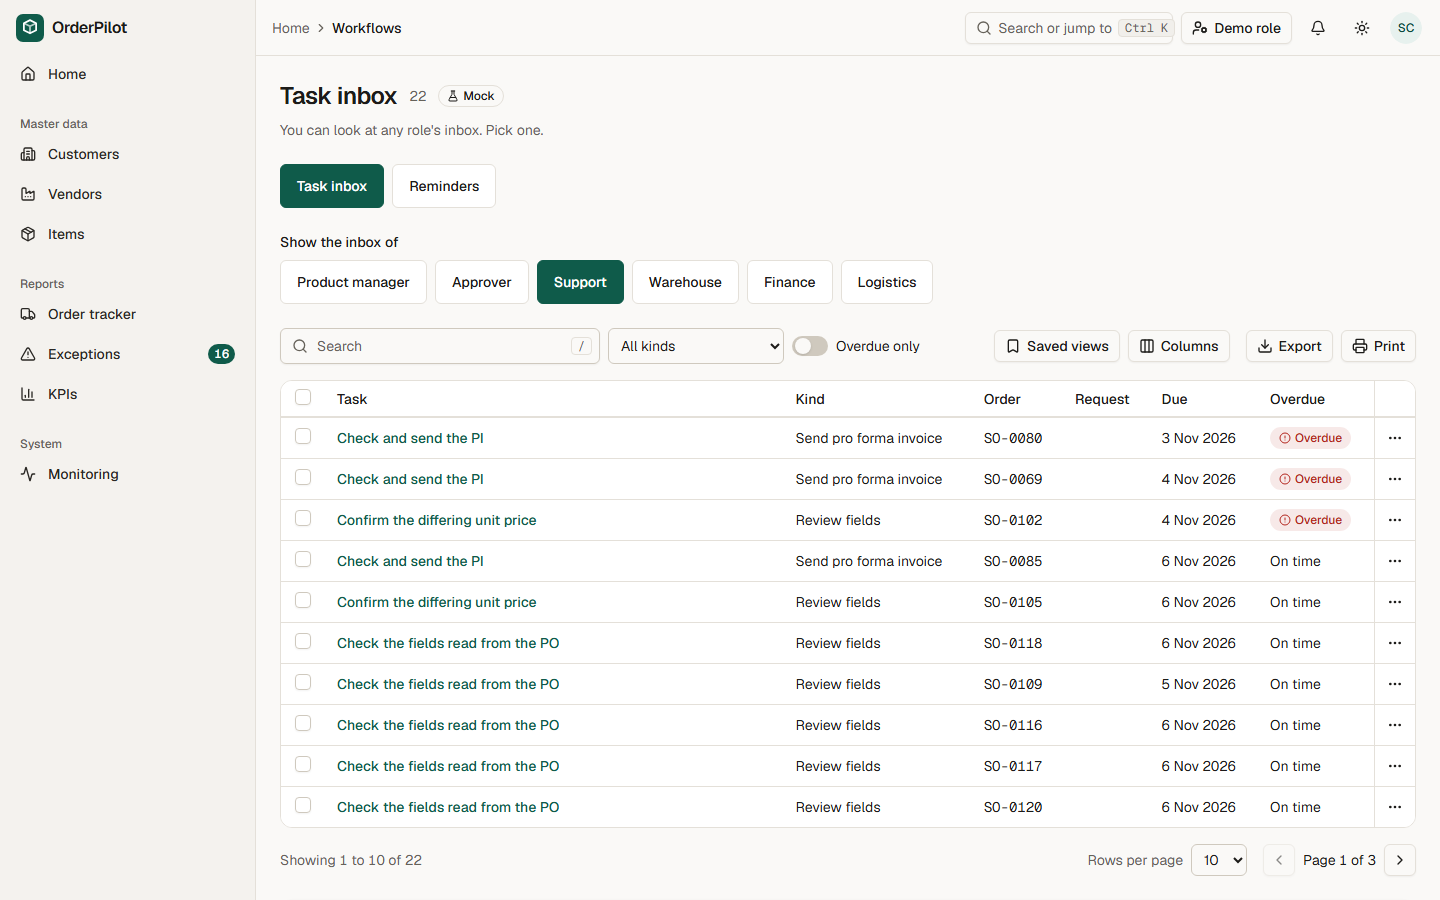 OrderPilot
Home > Workflows
Search or jump to Ctrl K
Demo role
SC
Home
Master data
Customers
Vendors
Items
Reports
Order tracker
Exceptions 16
KPIs
System
Monitoring
Task inbox 22 Mock
You can look at any role's inbox. Pick one.
Task inbox Reminders
Show the inbox of
Product manager Approver Support Warehouse Finance Logistics
Search / All kinds Overdue only Saved views Columns Export Print
Task Kind Order Request Due Overdue
Check and send the PI Send pro forma invoice SO-0080 3 Nov 2026 Overdue
Check and send the PI Send pro forma invoice SO-0069 4 Nov 2026 Overdue
Confirm the differing unit price Review fields SO-0102 4 Nov 2026 Overdue
Check and send the PI Send pro forma invoice SO-0085 6 Nov 2026 On time
Confirm the differing unit price Review fields SO-0105 6 Nov 2026 On time
Check the fields read from the PO Review fields SO-0118 6 Nov 2026 On time
Check the fields read from the PO Review fields SO-0109 5 Nov 2026 On time
Check the fields read from the PO Review fields SO-0116 6 Nov 2026 On time
Check the fields read from the PO Review fields SO-0117 6 Nov 2026 On time
Check the fields read from the PO Review fields SO-0120 6 Nov 2026 On time
Showing 1 to 10 of 22
Rows per page 10 Page 1 of 3